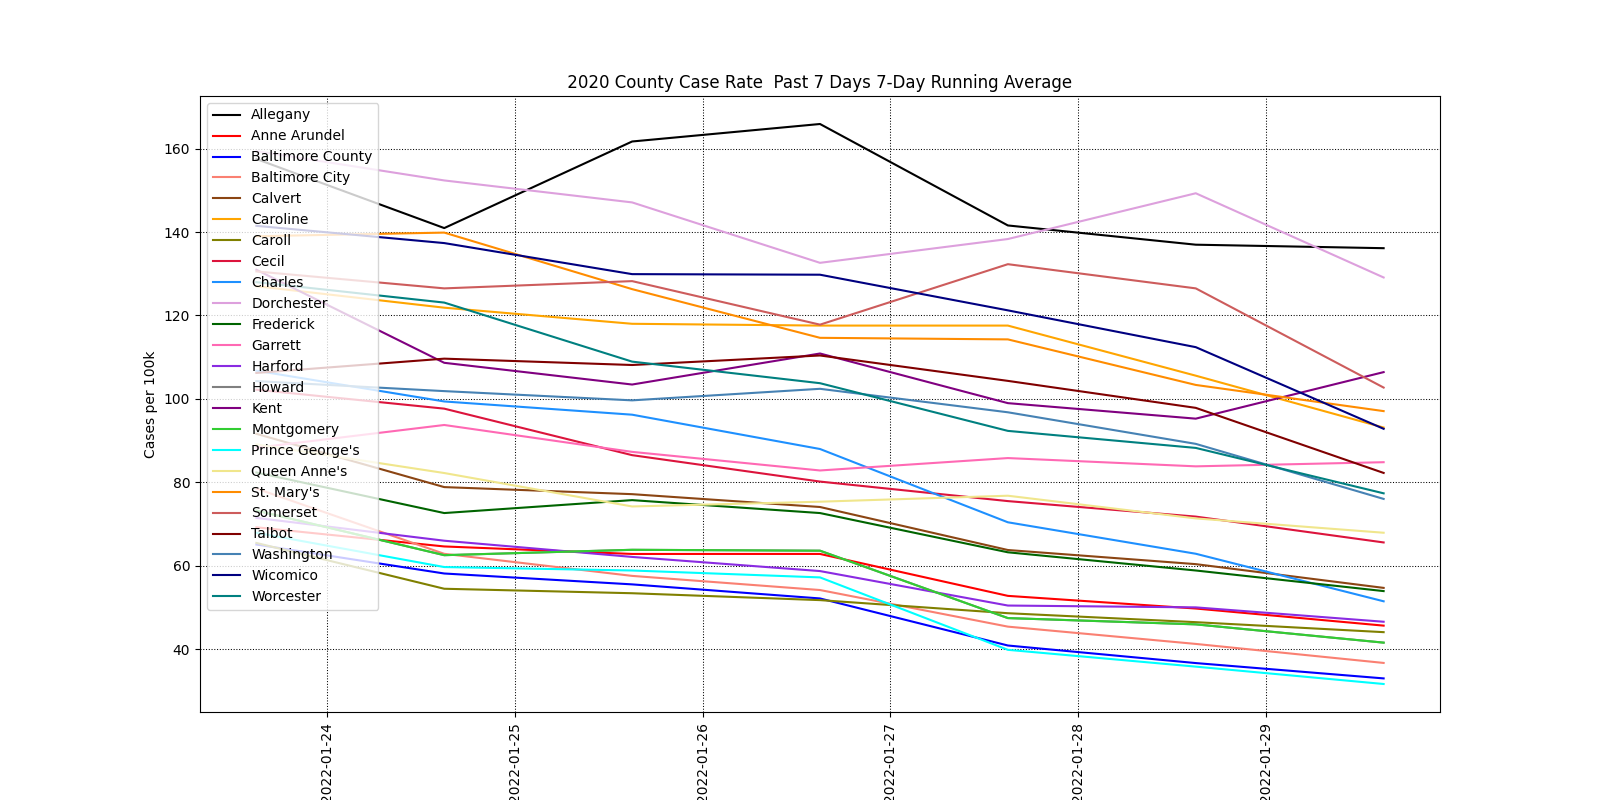 2020 County Case Rate  Past 7 Days 7-Day Running Average
Cases per 100k
160
140
120
100
80
60
40
Allegany
Anne Arundel
Baltimore County
Baltimore City
Calvert
Caroline
Caroll
Cecil
Charles
Dorchester
Frederick
Garrett
Harford
Howard
Kent
Montgomery
Prince George's
Queen Anne's
St. Mary's
Somerset
Talbot
Washington
Wicomico
Worcester
2022-01-24
2022-01-25
2022-01-26
2022-01-27
2022-01-28
2022-01-29